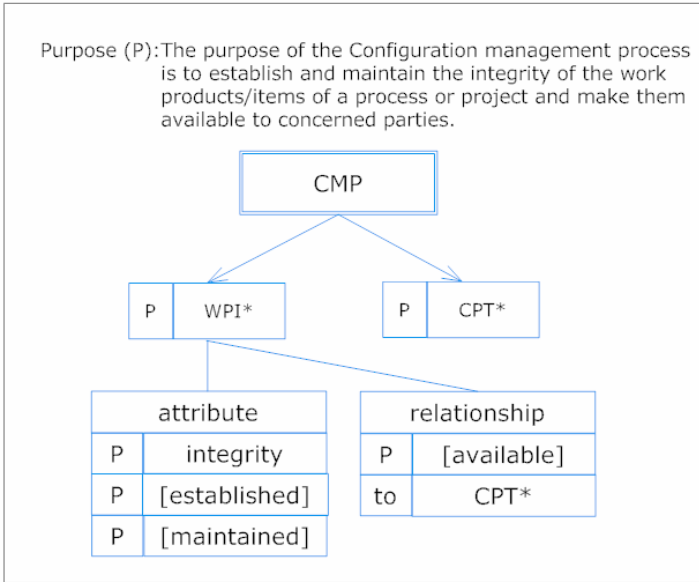 Purpose (P):The purpose of the Configuration management process
is to establish and maintain the integrity of the work
products/items of a process or project and make them
available to concerned parties.
CMP
P WPI*
P CPT*
attribute
P integrity
P [established]
P [maintained]
relationship
P [available]
to CPT*